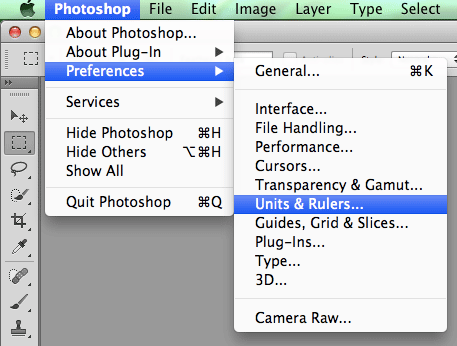 Photoshop File Edit Image Layer Type Select
About Photoshop...
About Plug-In
Preferences
Services
Hide Photoshop ⌘H
Hide Others ⌥⌘H
Show All
Quit Photoshop ⌘Q
General... ⌘K
Interface...
File Handling...
Performance...
Cursors...
Transparency & Gamut...
Units & Rulers...
Guides, Grid & Slices...
Plug-Ins...
Type...
3D...
Camera Raw...